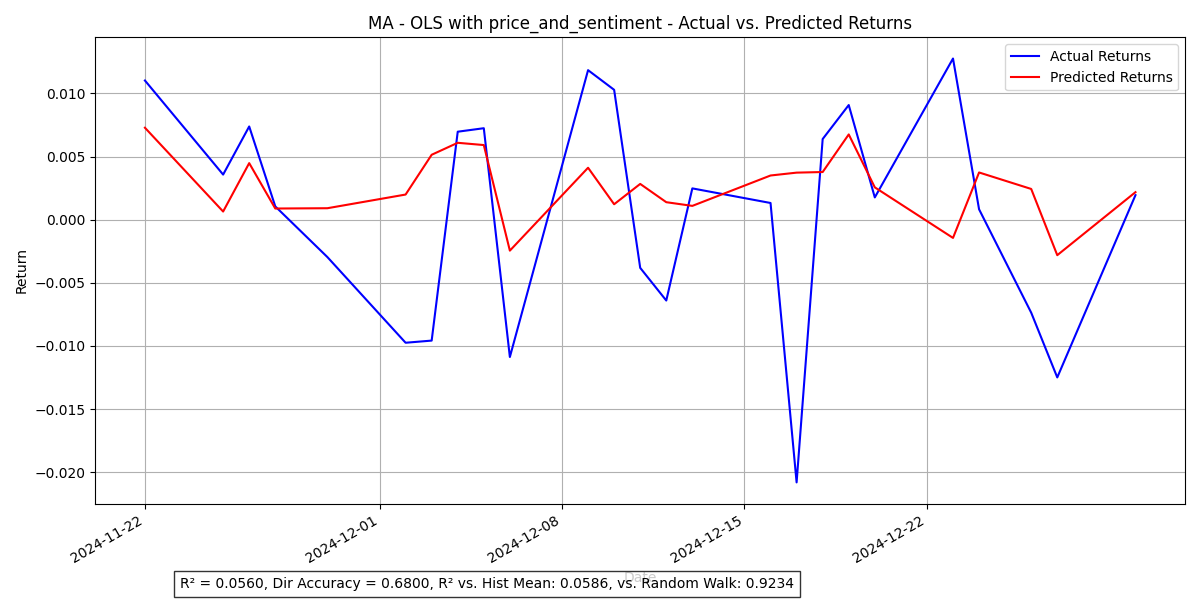 MA - OLS with price_and_sentiment - Actual vs. Predicted Returns
Actual Returns
Predicted Returns
0.010
0.005
0.000
−0.005
−0.010
−0.015
−0.020
Return
2024-11-22
2024-12-01
2024-12-08
2024-12-15
2024-12-22
Date
R² = 0.0560, Dir Accuracy = 0.6800, R² vs. Hist Mean: 0.0586, vs. Random Walk: 0.9234